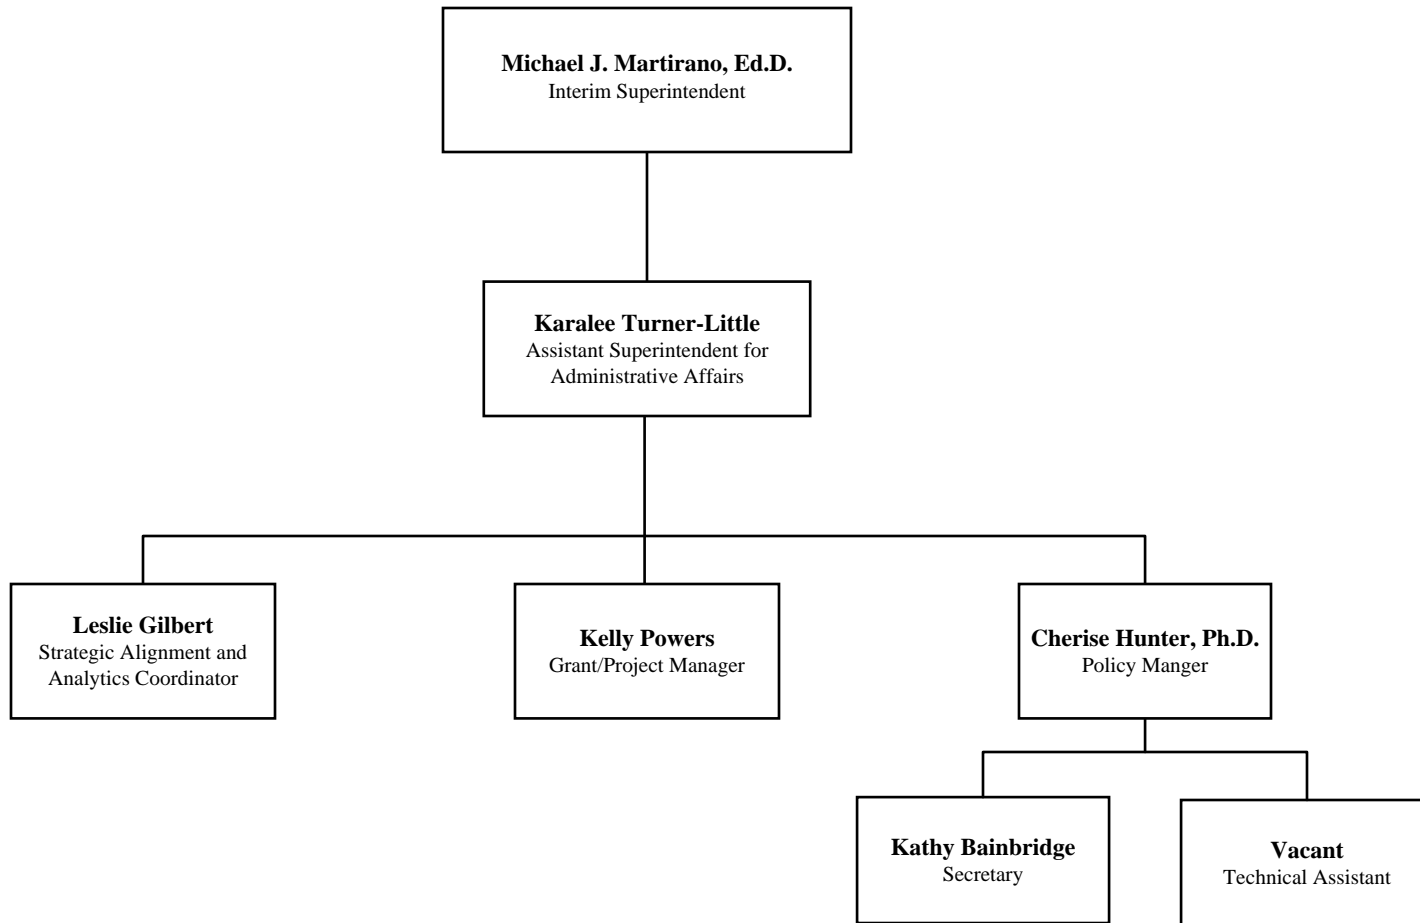 Michael J. Martirano, Ed.D.
Interim Superintendent
Karalee Turner-Little
Assistant Superintendent for
Administrative Affairs
Leslie Gilbert
Strategic Alignment and
Analytics Coordinator
Kelly Powers
Grant/Project Manager
Cherise Hunter, Ph.D.
Policy Manger
Kathy Bainbridge
Secretary
Vacant
Technical Assistant